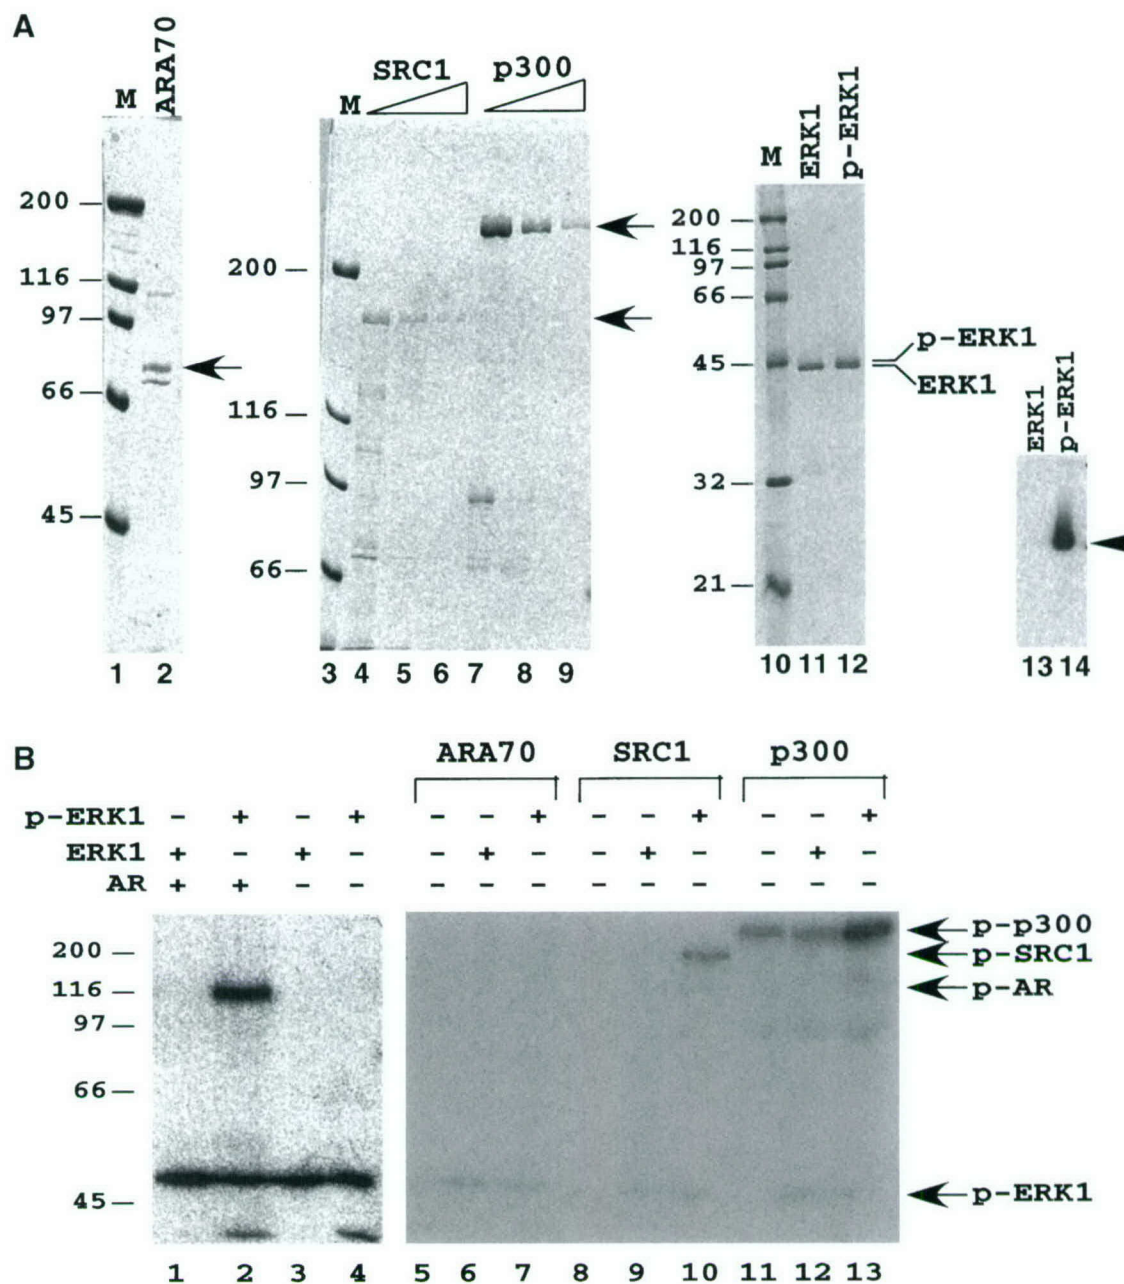 A
M ARA70
200
116
97
66
45
1 2
SRC1 p300
M
200
116
97
66
3 4 5 6 7 8 9
M ERK1 p-ERK1
200
116
97
66
45
32
21
p-ERK1
ERK1
10 11 12
ERK1 p-ERK1
13 14
B
ARA70 SRC1 p300
p-ERK1 - + - + - - + - - + - - +
ERK1 + - + - - + - - + - - + -
AR + + - - - - - - - - - - -
200
116
97
66
45
p-p300
p-SRC1
p-AR
p-ERK1
1 2 3 4 5 6 7 8 9 10 11 12 13